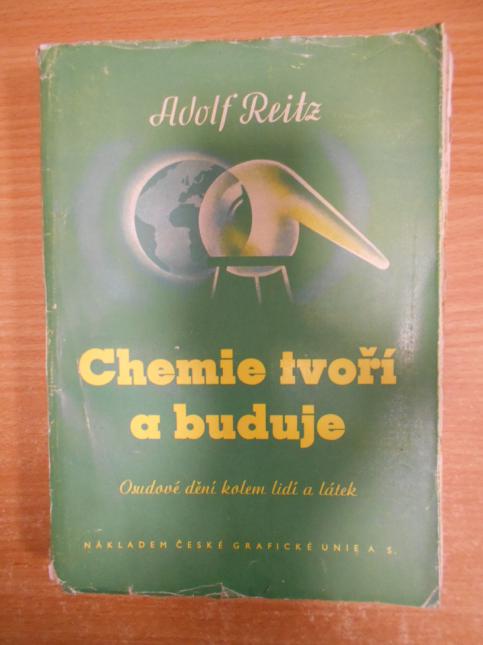 Adolf Reitz
Chemie tvoří
a buduje
Osudové dění kolem lidí a látek
NÁKLADEM ČESKÉ GRAFICKÉ UNIE A S.